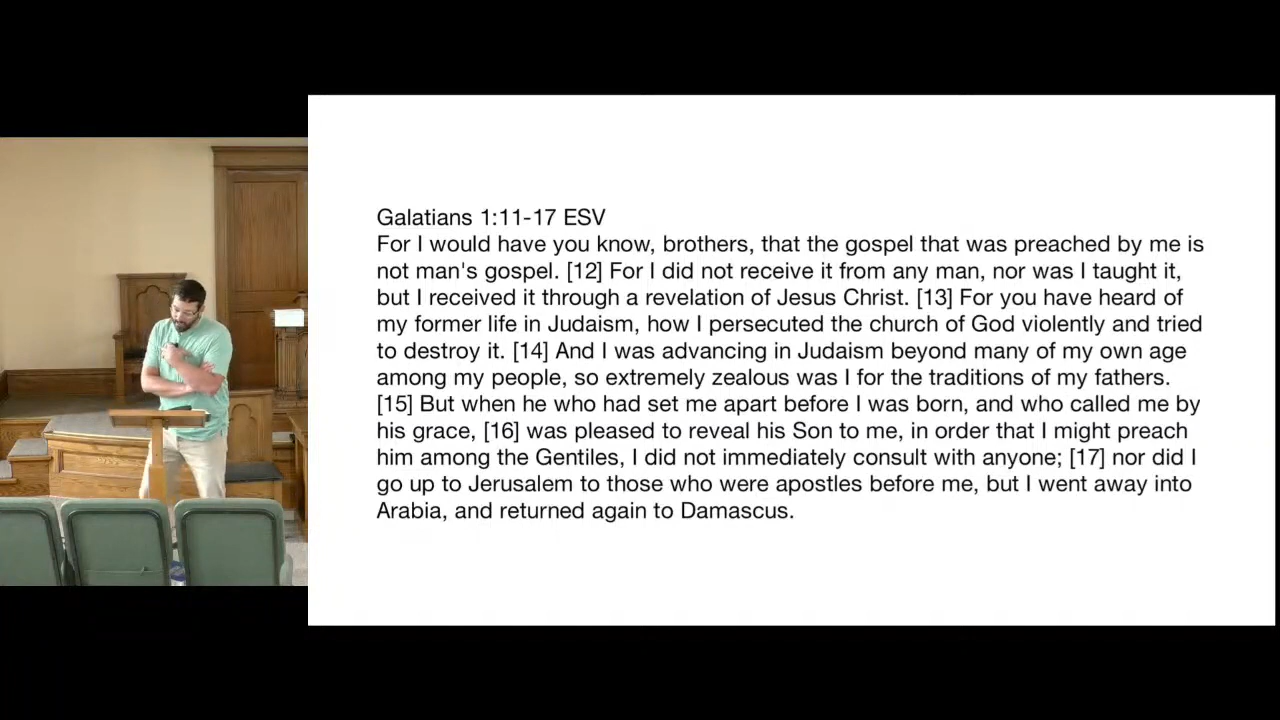 Galatians 1:11-17 ESV
For I would have you know, brothers, that the gospel that was preached by me is
not man's gospel. [12] For I did not receive it from any man, nor was I taught it,
but I received it through a revelation of Jesus Christ. [13] For you have heard of
my former life in Judaism, how I persecuted the church of God violently and tried
to destroy it. [14] And I was advancing in Judaism beyond many of my own age
among my people, so extremely zealous was I for the traditions of my fathers.
[15] But when he who had set me apart before I was born, and who called me by
his grace, [16] was pleased to reveal his Son to me, in order that I might preach
him among the Gentiles, I did not immediately consult with anyone; [17] nor did I
go up to Jerusalem to those who were apostles before me, but I went away into
Arabia, and returned again to Damascus.